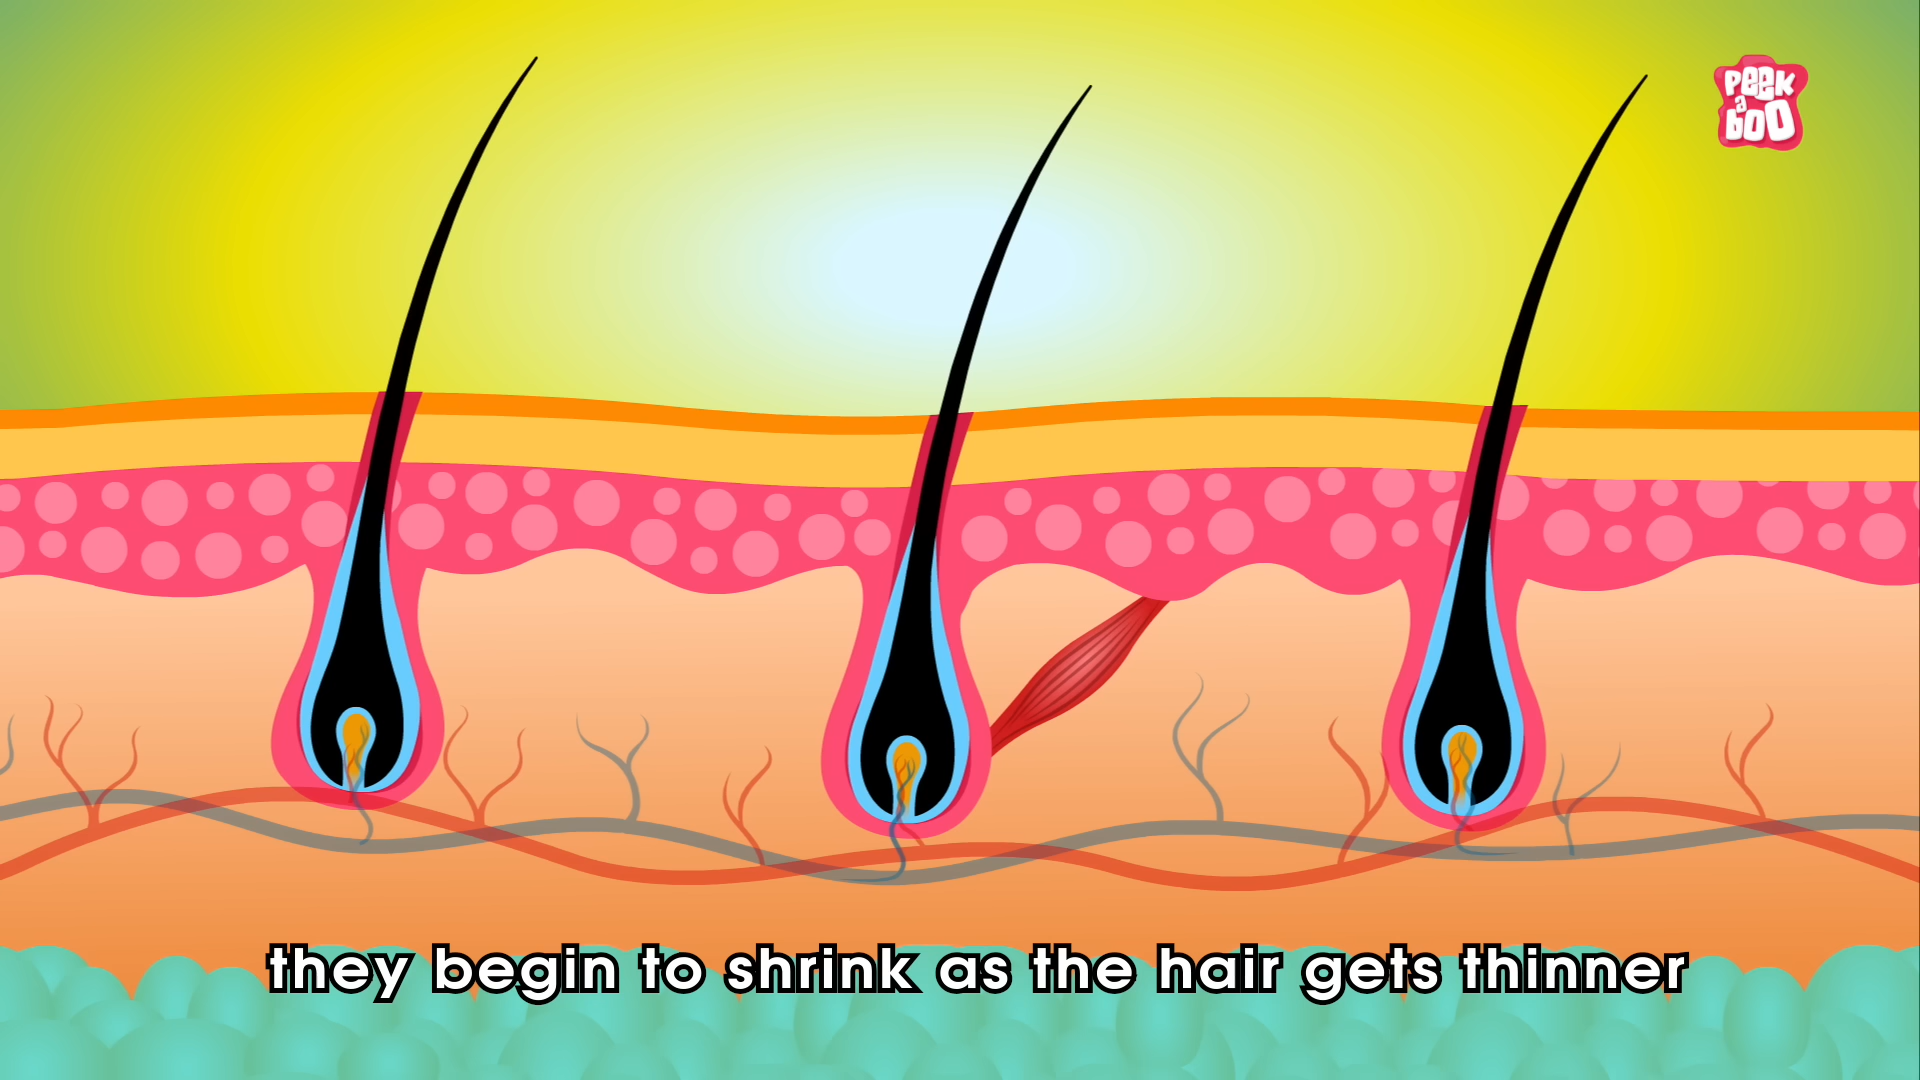 PEEK
a
boo
they begin to shrink as the hair gets thinner